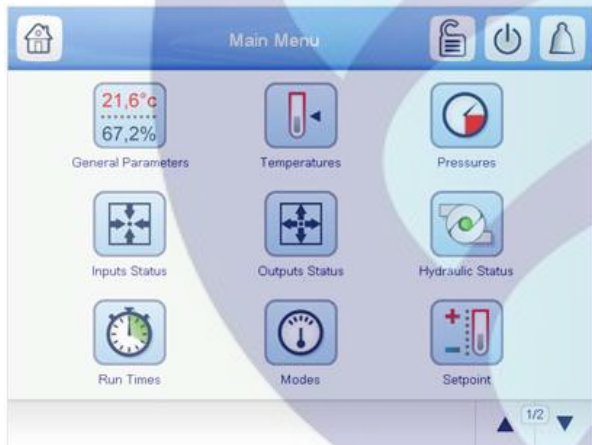 Main Menu
21,6°c
67,2%
General Parameters
Temperatures
Pressures
Inputs Status
Outputs Status
Hydraulic Status
Run Times
Modes
Setpoint
1/2